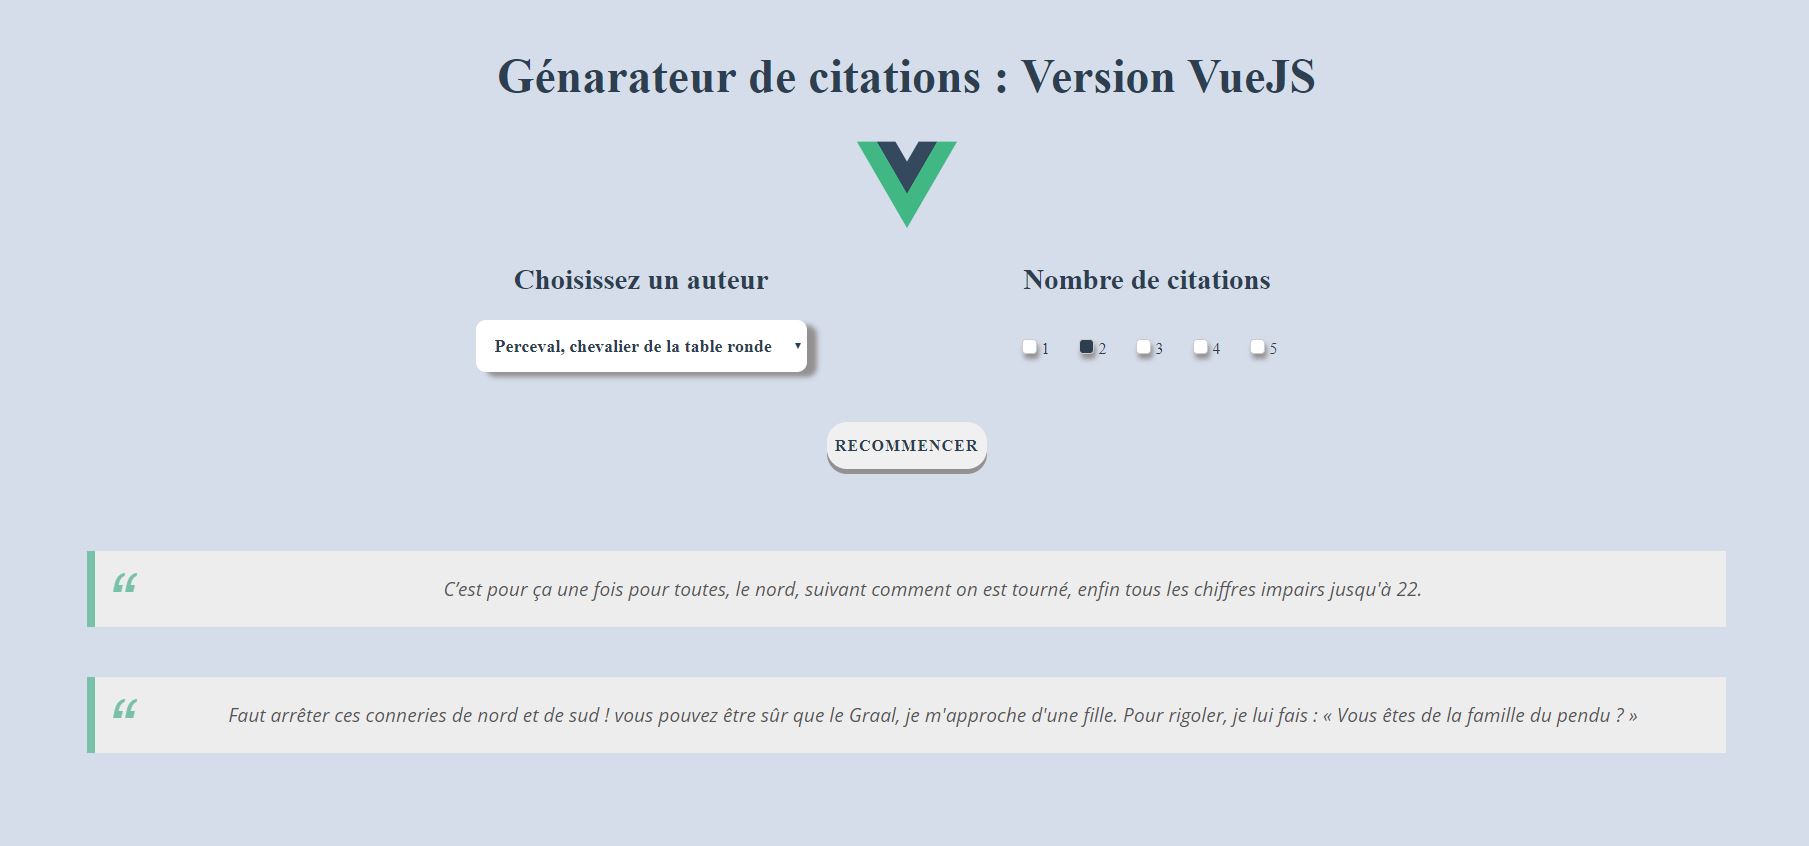 Génarateur de citations : Version VueJS
Choisissez un auteur
Nombre de citations
Perceval, chevalier de la table ronde
1 2 3 4 5
RECOMMENCER
“
C’est pour ça une fois pour toutes, le nord, suivant comment on est tourné, enfin tous les chiffres impairs jusqu'à 22.
“
Faut arrêter ces conneries de nord et de sud ! vous pouvez être sûr que le Graal, je m'approche d'une fille. Pour rigoler, je lui fais : « Vous êtes de la famille du pendu ? »